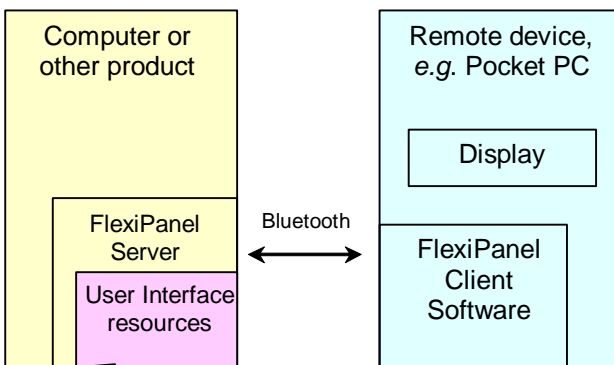 Computer or
other product
Remote device,
e.g. Pocket PC
Display
Bluetooth
FlexiPanel
Server
FlexiPanel
Client
Software
User Interface
resources